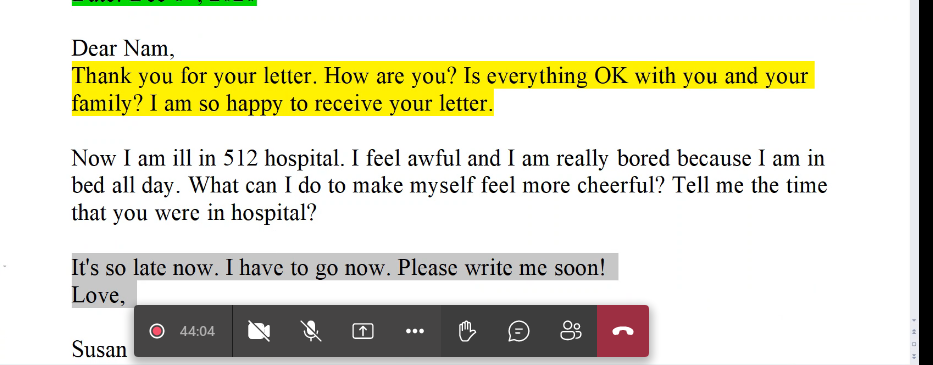 Dear Nam,
Thank you for your letter. How are you? Is everything OK with you and your
family? I am so happy to receive your letter.
Now I am ill in 512 hospital. I feel awful and I am really bored because I am in
bed all day. What can I do to make myself feel more cheerful? Tell me the time
that you were in hospital?
It's so late now. I have to go now. Please write me soon!
Love,
44:04
Susan